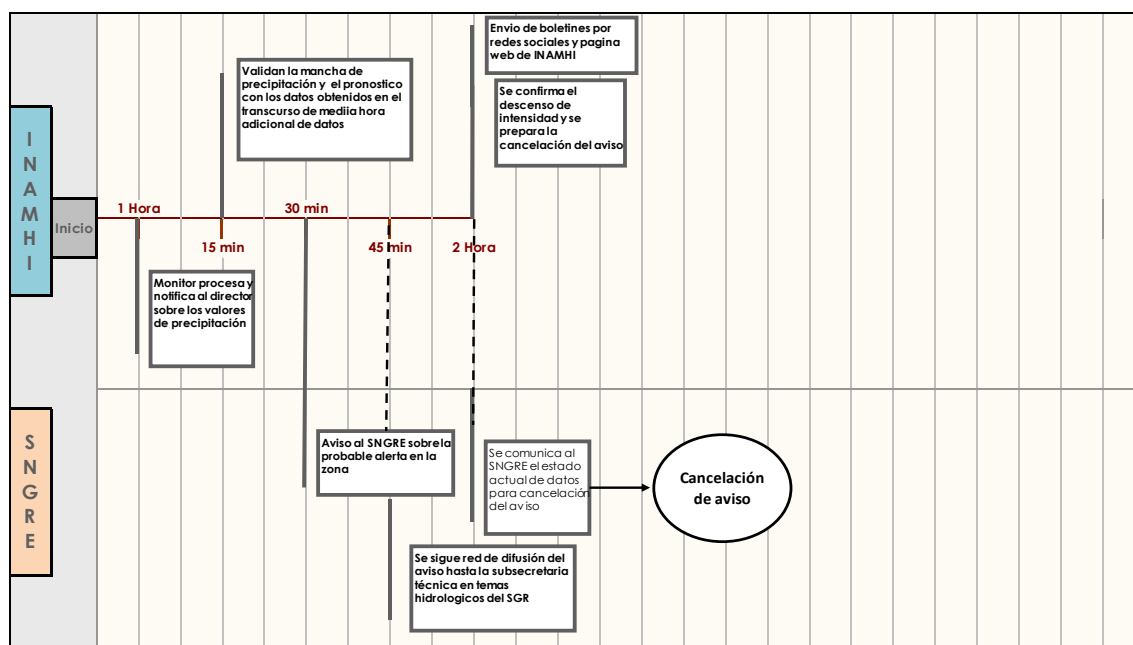 INAMHI
Inicio
1 Hora
15 min
30 min
45 min
2 Hora
Validan la mancha de
precipitación y el pronostico
con los datos obtenidos en el
transcurso de mediia hora
adicional de datos
Envio de boletines por
redes sociales y pagina
web de INAMHI
Se confirma el
descenso de
intensidad y se
prepara la
cancelación del aviso
Monitor procesa y
notifica al director
sobre los valores
de precipitación
SNGRE
Aviso al SNGRE sobre la
probable alerta en la
zona
Se comunica al
SNGRE el estado
actual de datos
para cancelación
del aviso
Cancelación
de aviso
Se sigue red de difusión del
aviso hasta la subsecretaria
técnica en temas
hidrologicos del SGR